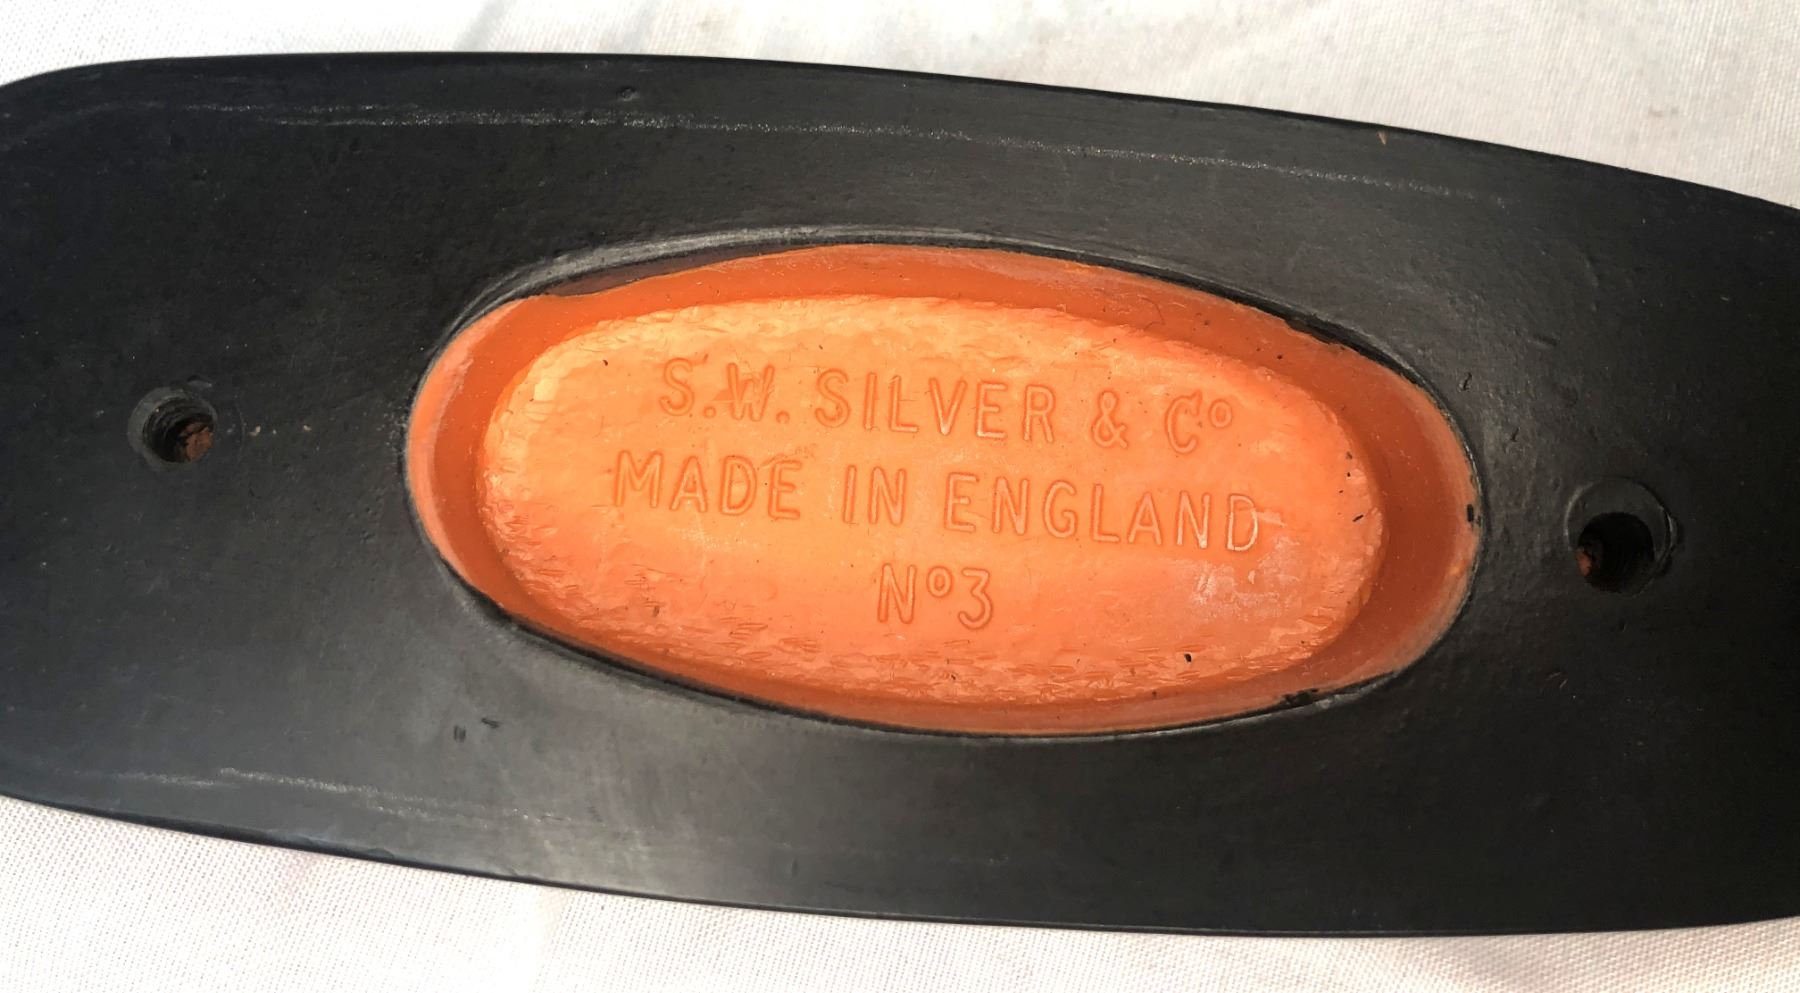 S.W. SILVER & Cº
MADE IN ENGLAND
Nº3